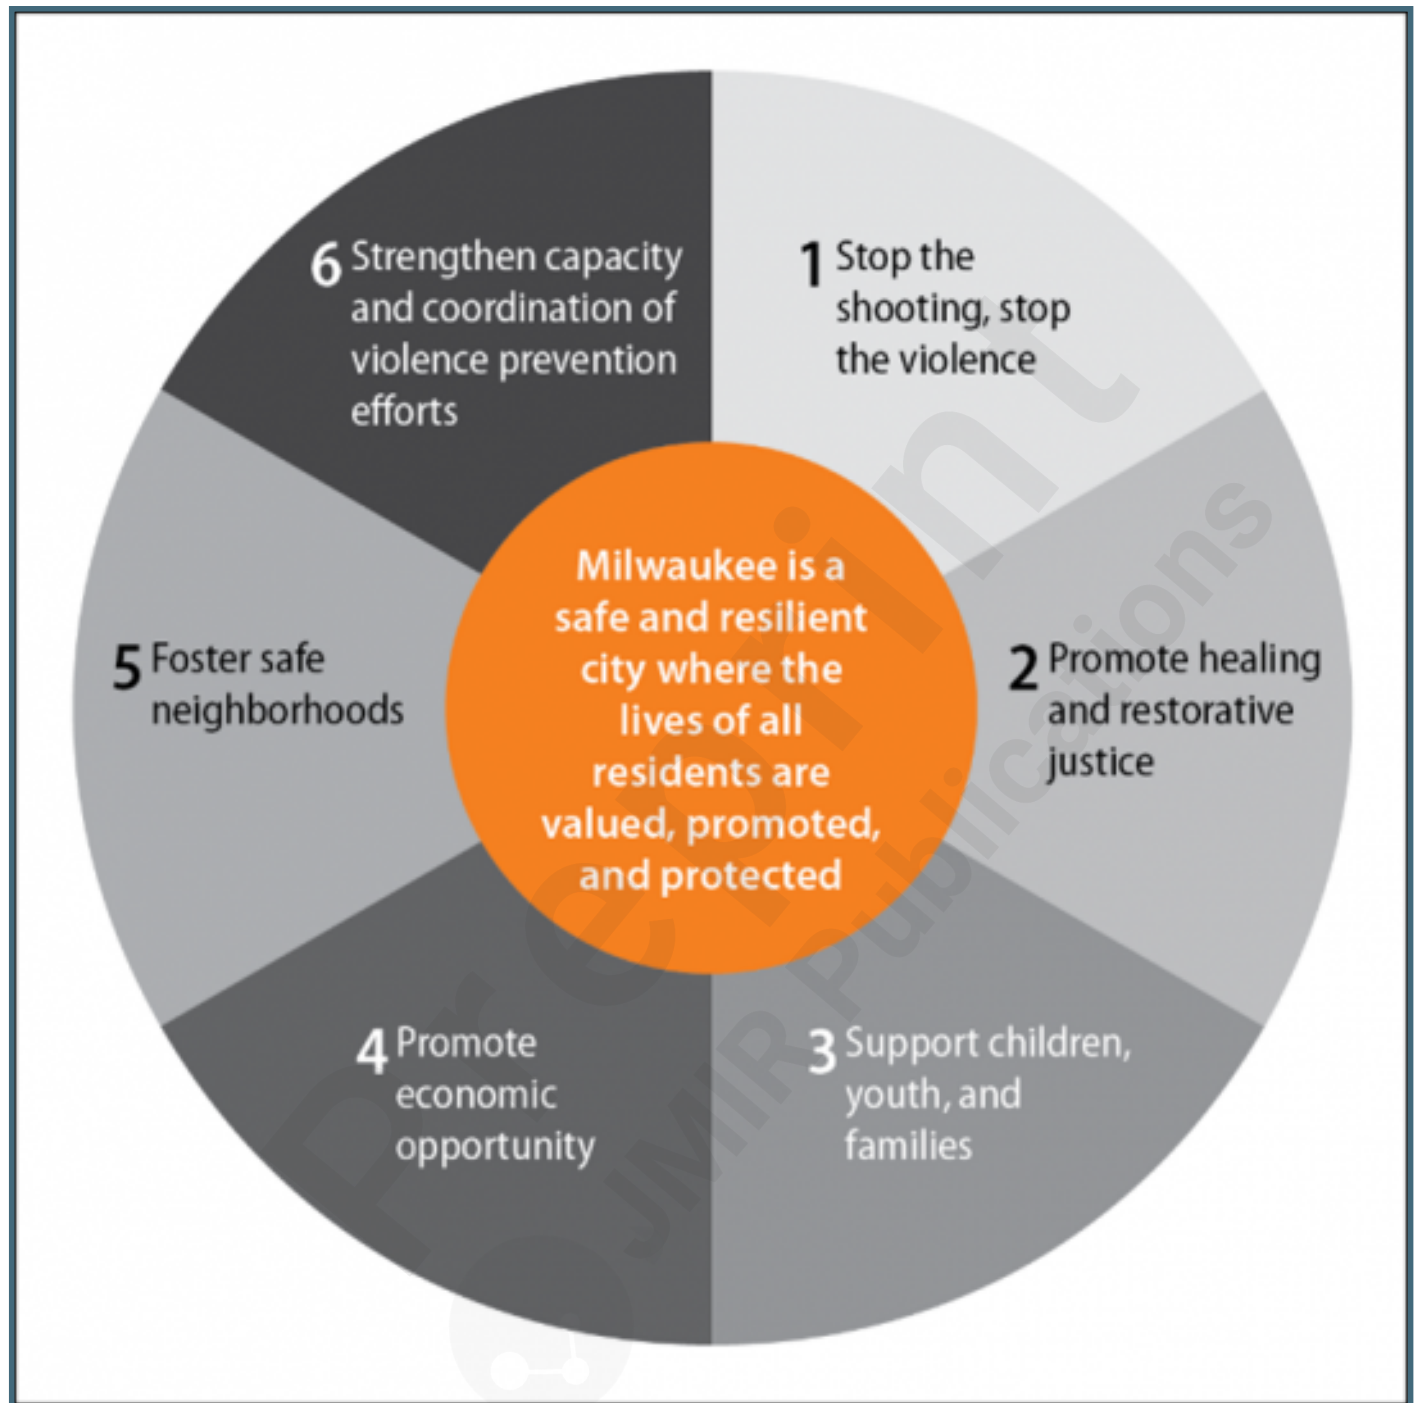 1 Stop the
shooting, stop
the violence
2 Promote healing
and restorative
justice
3 Support children,
youth, and
families
4 Promote
economic
opportunity
5 Foster safe
neighborhoods
6 Strengthen capacity
and coordination of
violence prevention
efforts
Milwaukee is a
safe and resilient
city where the
lives of all
residents are
valued, promoted,
and protected
Preprint
JMIR Publications